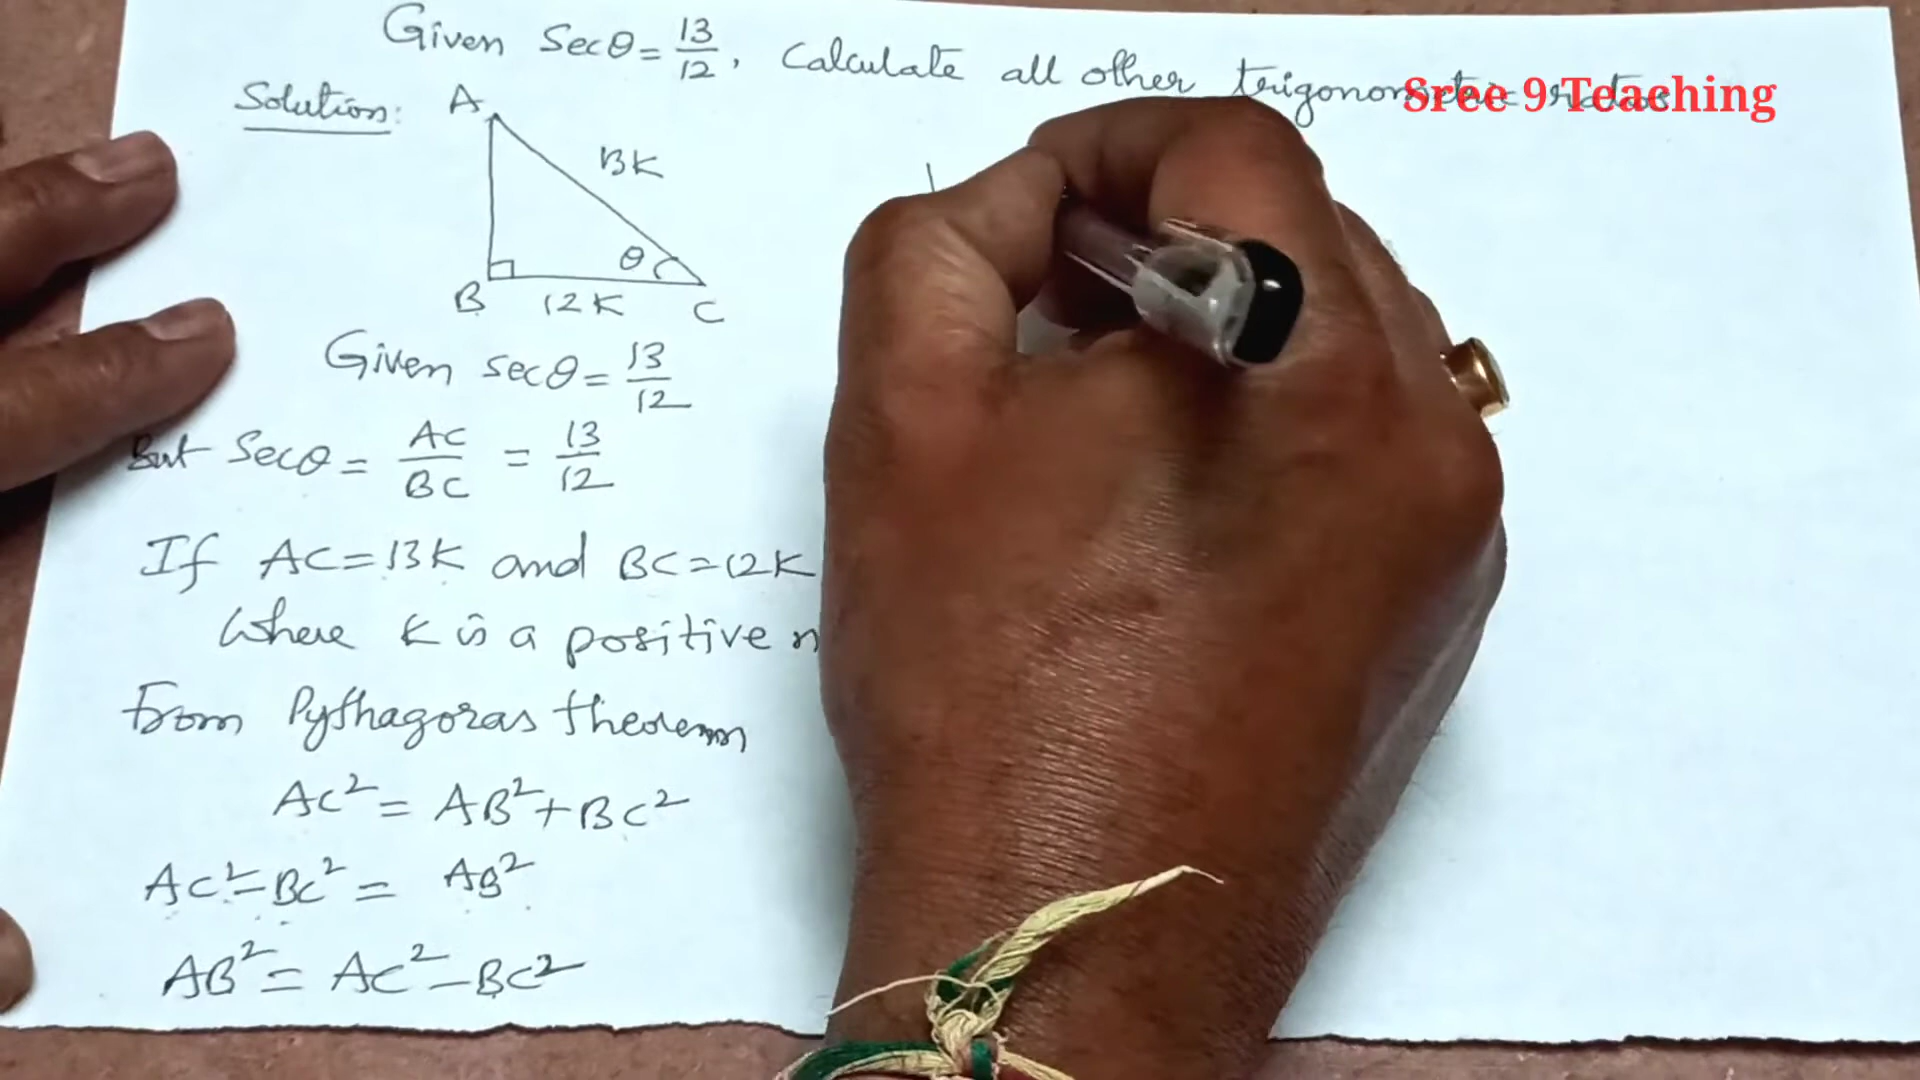 Given Secθ = 13/12, Calculate all other trigonometric ratios
Sree 9 Teaching
Solution:
A
13K
θ
B 12K C
Given secθ = 13/12
But Secθ = AC/BC = 13/12
If AC = 13K and BC = 12K
Where K is a positive n
From Pythagoras theorem
AC² = AB² + BC²
AC² - BC² = AB²
AB² = AC² - BC²